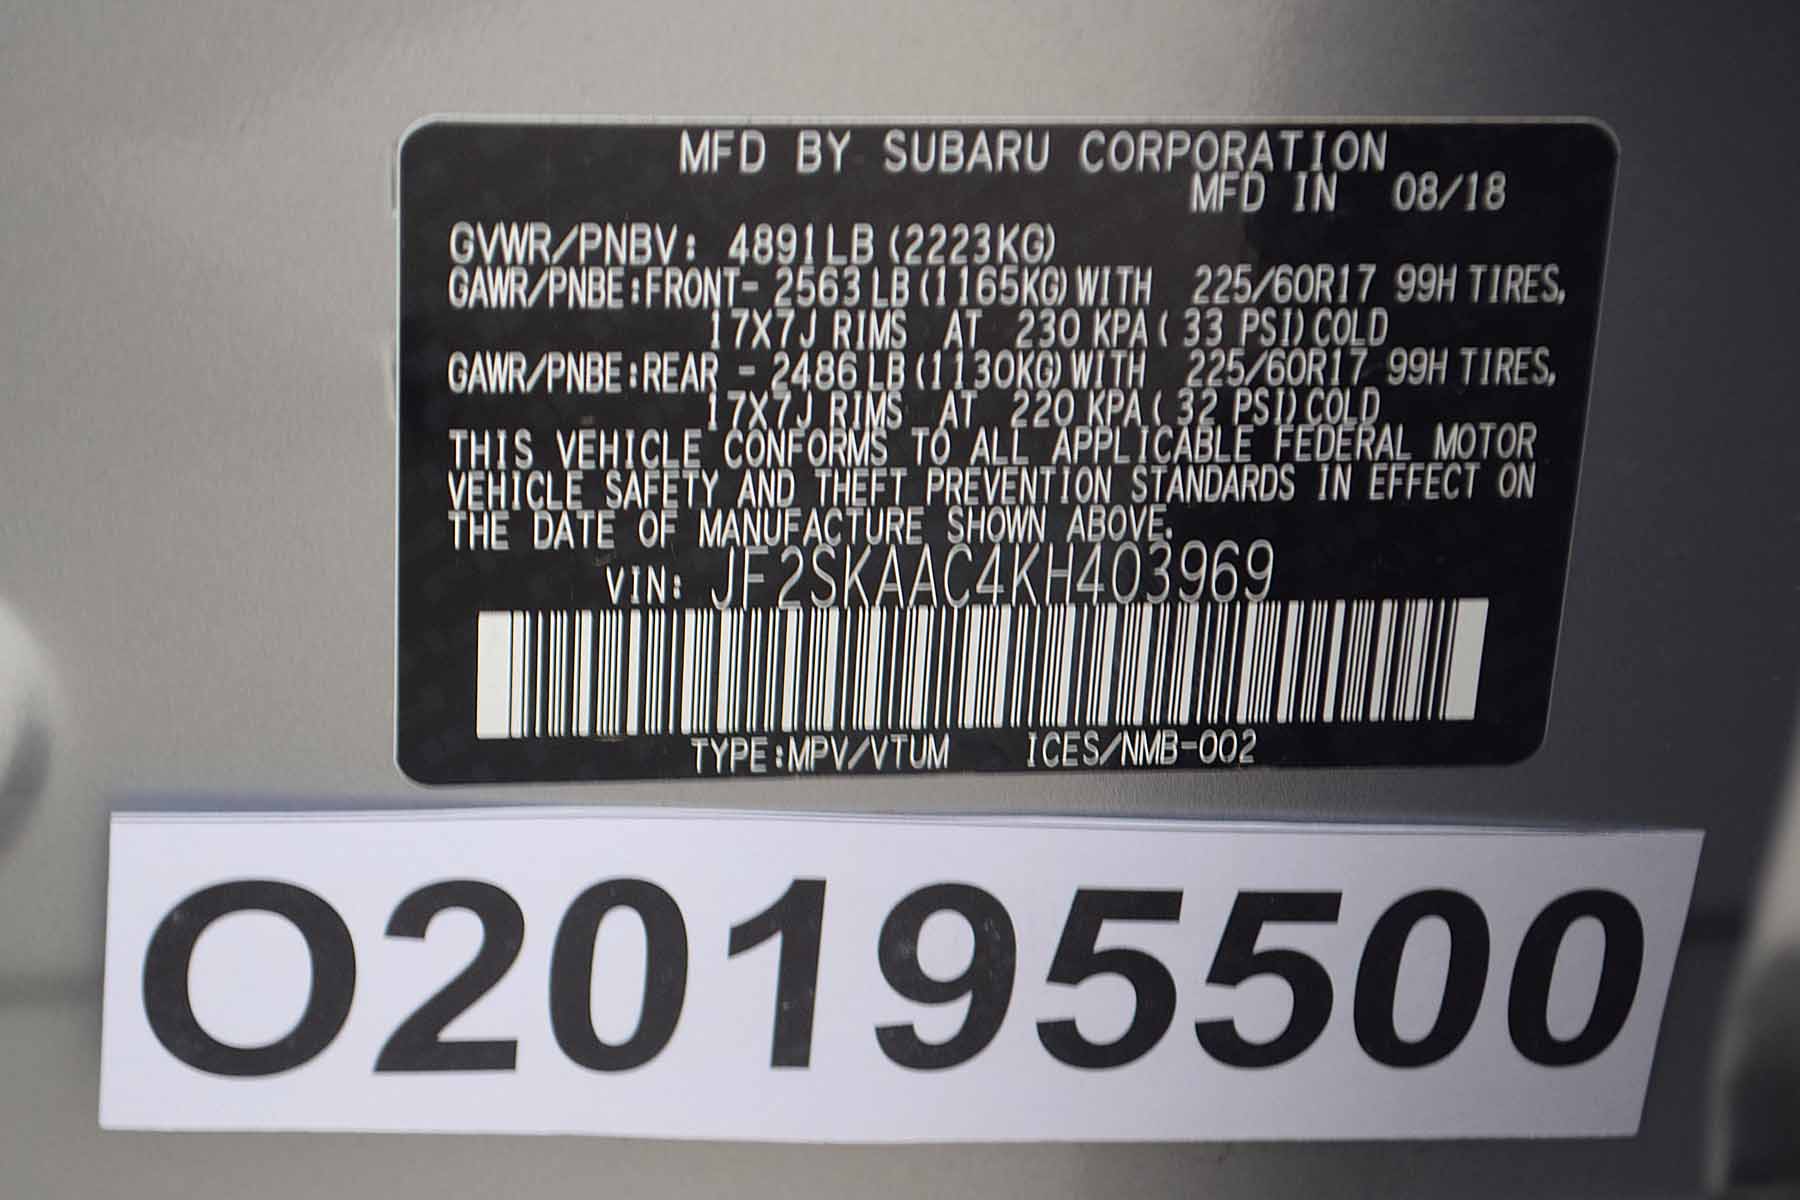 MFD BY SUBARU CORPORATION
MFD IN 08/18
GVWR/PNBV: 4891LB (2223KG)
GAWR/PNBE:FRONT- 2563LB (1165KG) WITH 225/60R17 99H TIRES,
17X7J RIMS AT 230 KPA ( 33 PSI) COLD
GAWR/PNBE:REAR - 2486LB (1130KG) WITH 225/60R17 99H TIRES,
17X7J RIMS AT 220 KPA ( 32 PSI) COLD
THIS VEHICLE CONFORMS TO ALL APPLICABLE FEDERAL MOTOR
VEHICLE SAFETY AND THEFT PREVENTION STANDARDS IN EFFECT ON
THE DATE OF MANUFACTURE SHOWN ABOVE.
VIN: JF2SKAAC4KH403969
TYPE:MPV/VTUM ICES/NMB-002
O20195500